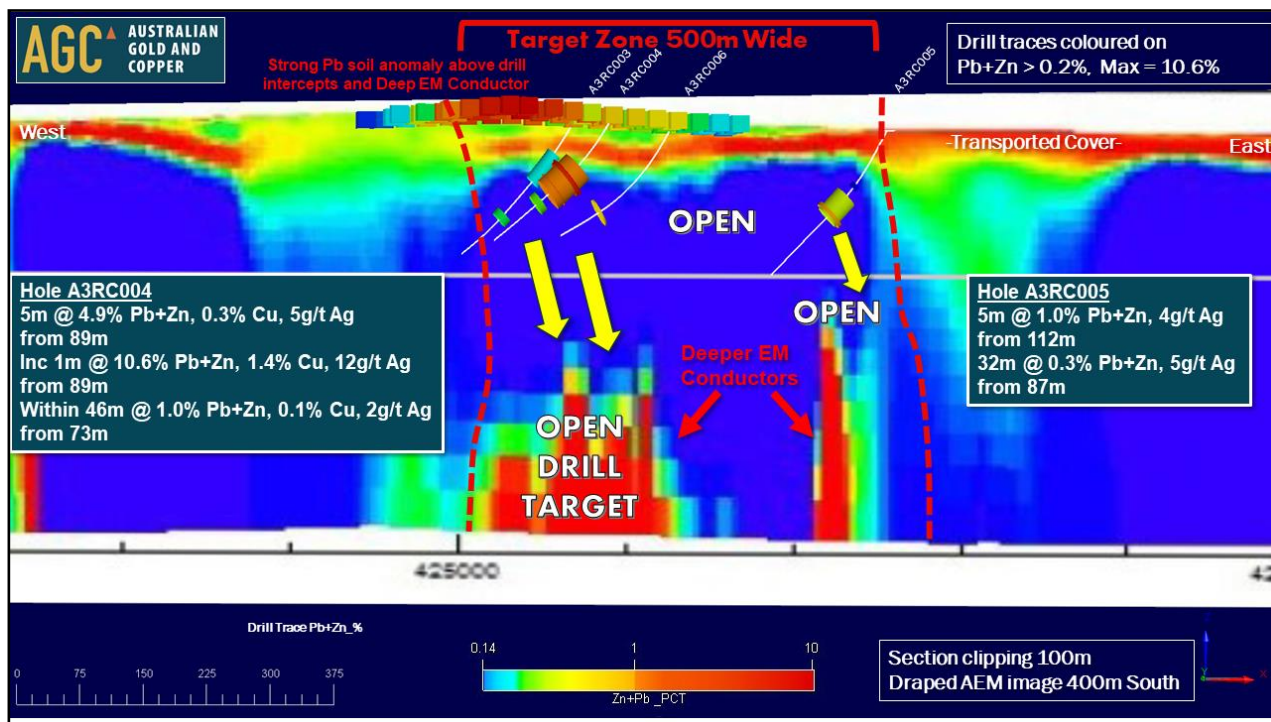 AGC
AUSTRALIAN
GOLD AND
COPPER
Target Zone 500m Wide
Drill traces coloured on
Pb+Zn > 0.2%, Max = 10.6%
Strong Pb soil anomaly above drill
intercepts and Deep EM Conductor
A3RC003
A3RC004
A3RC006
A3RC005
West
-Transported Cover-
East
OPEN
Hole A3RC004
5m @ 4.9% Pb+Zn, 0.3% Cu, 5g/t Ag
from 89m
Inc 1m @ 10.6% Pb+Zn, 1.4% Cu, 12g/t Ag
from 89m
Within 46m @ 1.0% Pb+Zn, 0.1% Cu, 2g/t Ag
from 73m
OPEN
Hole A3RC005
5m @ 1.0% Pb+Zn, 4g/t Ag
from 112m
32m @ 0.3% Pb+Zn, 5g/t Ag
from 87m
Deeper EM
Conductors
OPEN
DRILL
TARGET
425000
42
Drill Trace Pb+Zn_%
0 75 150 225 300 375
0.14 1 10
Zn+Pb _PCT
Section clipping 100m
Draped AEM image 400m South
X